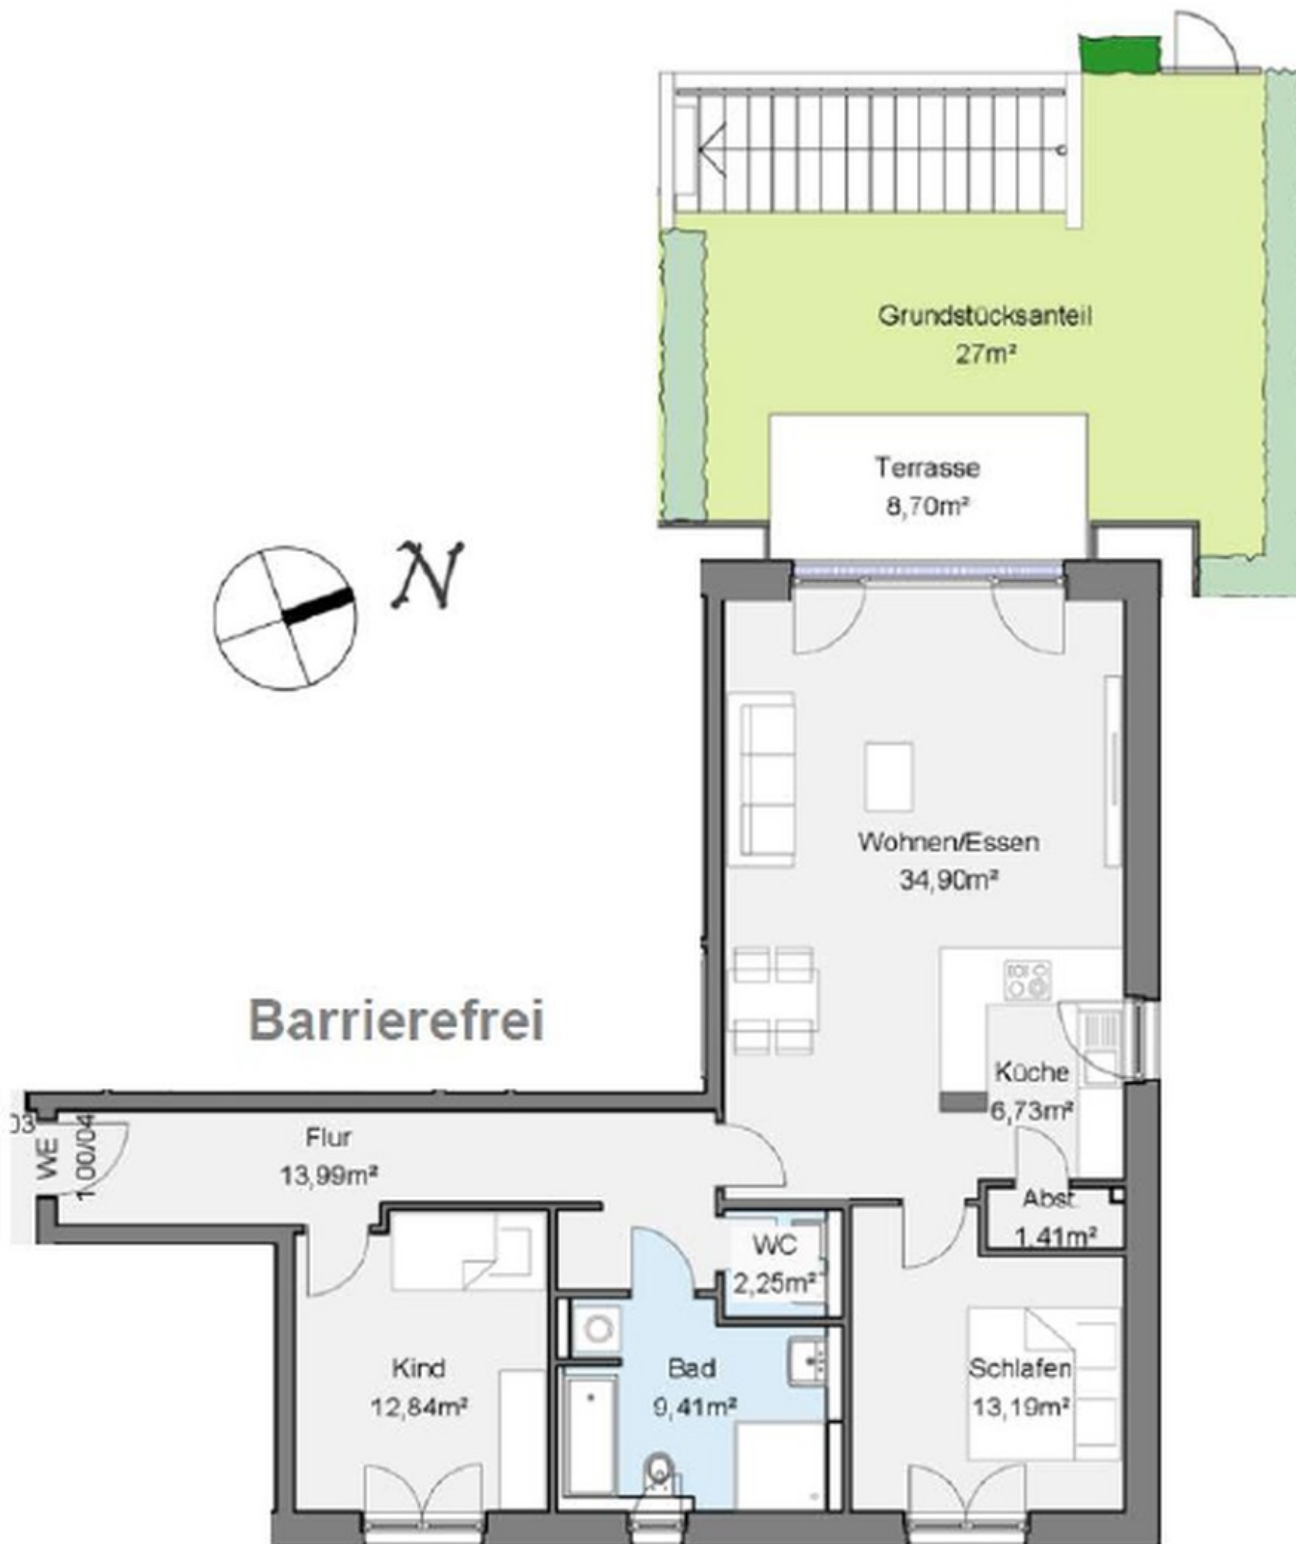 Grundstücksanteil
27m²
Terrasse
8,70m²
N
Wohnen/Essen
34,90m²
Barrierefrei
Küche
6,73m²
03
WE
1.00/04
Flur
13,99m²
Abst.
1,41m²
WC
2,25m²
Kind
12,84m²
Bad
9,41m²
Schlafen
13,19m²